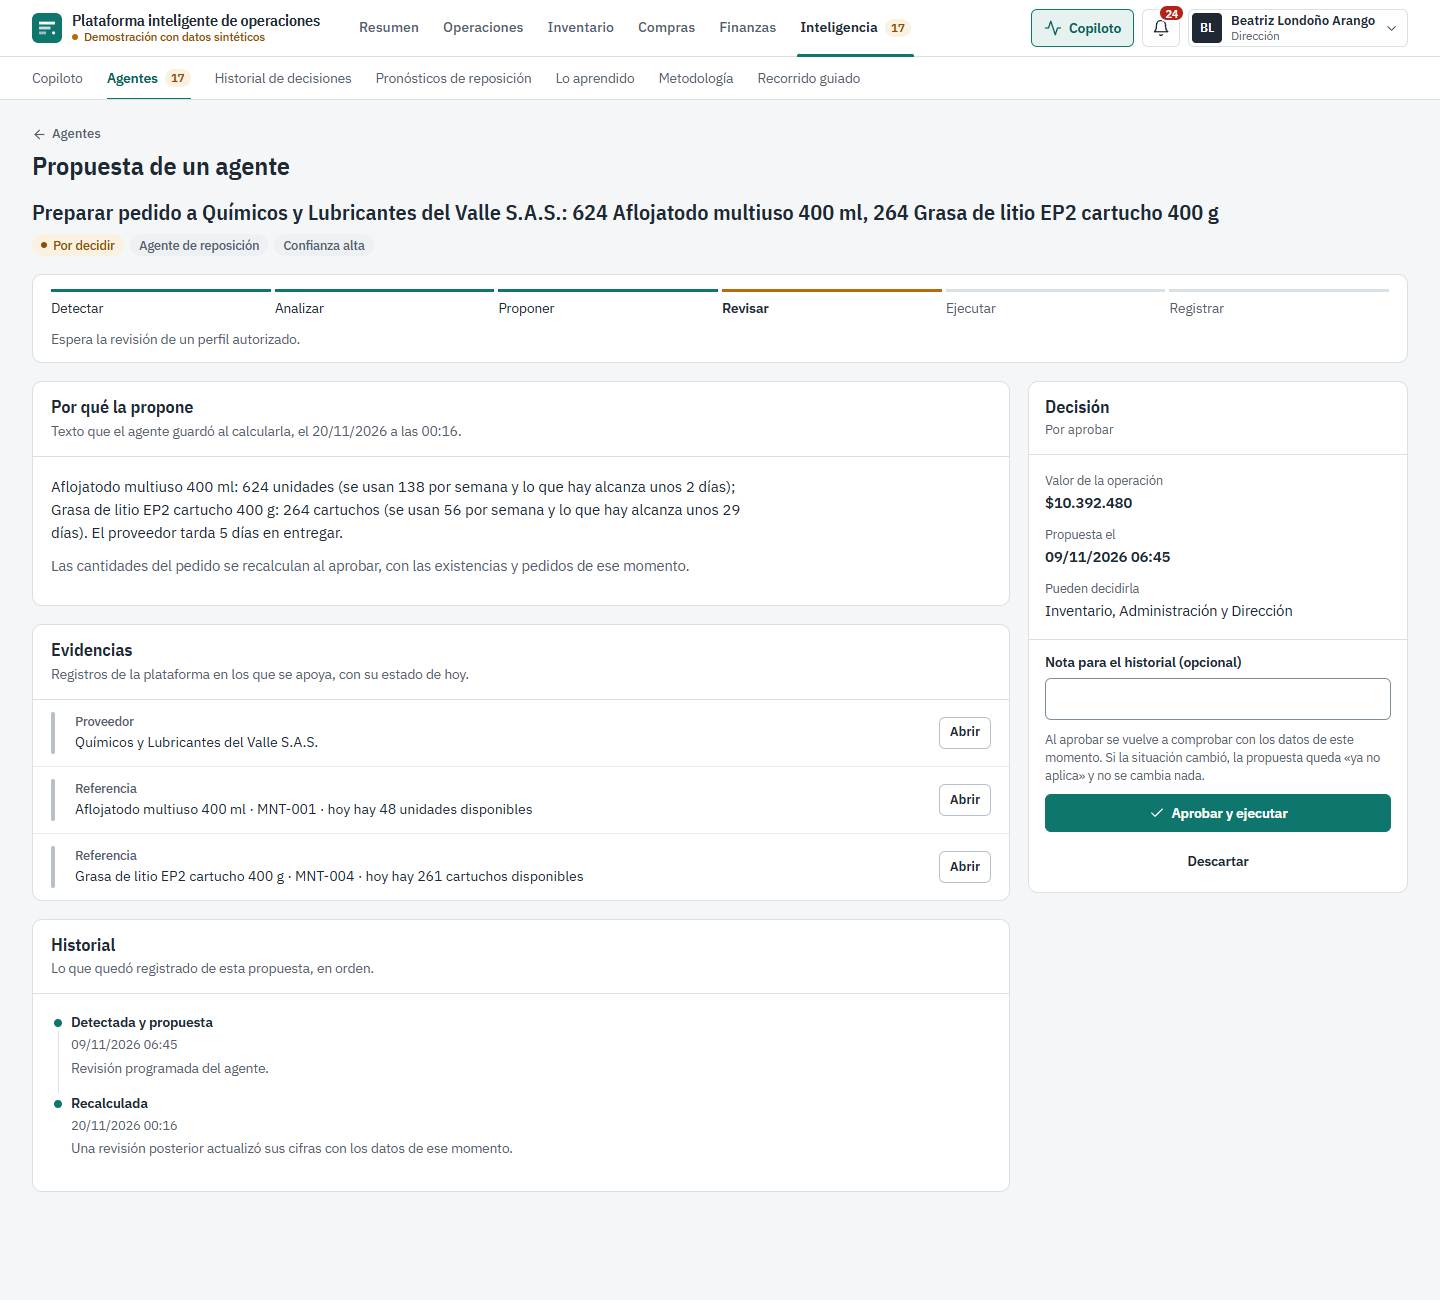 Plataforma inteligente de operaciones
Demostración con datos sintéticos
Resumen
Operaciones
Inventario
Compras
Finanzas
Inteligencia 17
Copiloto
24
BL
Beatriz Londoño Arango
Dirección
Copiloto
Agentes 17
Historial de decisiones
Pronósticos de reposición
Lo aprendido
Metodología
Recorrido guiado
← Agentes
Propuesta de un agente
Preparar pedido a Químicos y Lubricantes del Valle S.A.S.: 624 Aflojatodo multiuso 400 ml, 264 Grasa de litio EP2 cartucho 400 g
Por decidir
Agente de reposición
Confianza alta
Detectar
Analizar
Proponer
Revisar
Ejecutar
Registrar
Espera la revisión de un perfil autorizado.
Por qué la propone
Texto que el agente guardó al calcularla, el 20/11/2026 a las 00:16.
Aflojatodo multiuso 400 ml: 624 unidades (se usan 138 por semana y lo que hay alcanza unos 2 días);
Grasa de litio EP2 cartucho 400 g: 264 cartuchos (se usan 56 por semana y lo que hay alcanza unos 29
días). El proveedor tarda 5 días en entregar.
Las cantidades del pedido se recalculan al aprobar, con las existencias y pedidos de ese momento.
Evidencias
Registros de la plataforma en los que se apoya, con su estado de hoy.
Proveedor
Químicos y Lubricantes del Valle S.A.S.
Abrir
Referencia
Aflojatodo multiuso 400 ml · MNT-001 · hoy hay 48 unidades disponibles
Abrir
Referencia
Grasa de litio EP2 cartucho 400 g · MNT-004 · hoy hay 261 cartuchos disponibles
Abrir
Historial
Lo que quedó registrado de esta propuesta, en orden.
Detectada y propuesta
09/11/2026 06:45
Revisión programada del agente.
Recalculada
20/11/2026 00:16
Una revisión posterior actualizó sus cifras con los datos de ese momento.
Decisión
Por aprobar
Valor de la operación
$10.392.480
Propuesta el
09/11/2026 06:45
Pueden decidirla
Inventario, Administración y Dirección
Nota para el historial (opcional)
Al aprobar se vuelve a comprobar con los datos de este
momento. Si la situación cambió, la propuesta queda «ya no
aplica» y no se cambia nada.
Aprobar y ejecutar
Descartar